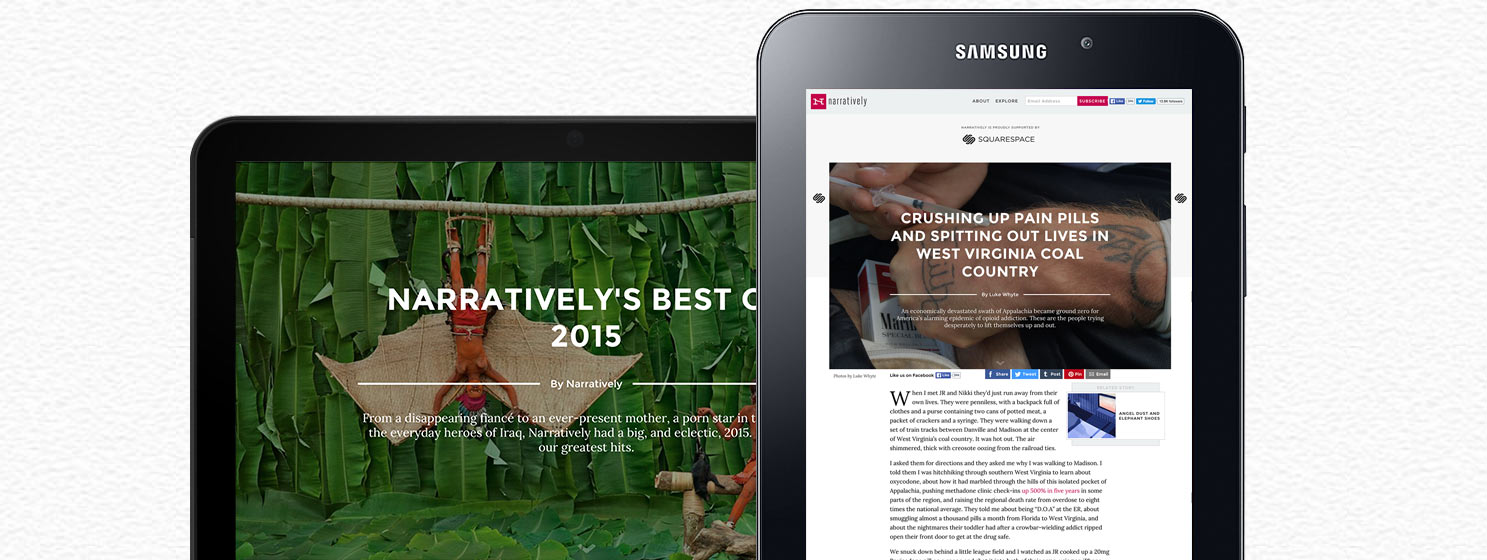 NARRATIVELY'S BEST
2015
By Narratively
From a disappearing fiancé to an ever-present mother, a porn star in
the everyday heroes of Iraq, Narratively had a big, and eclectic, 2015.
our greatest hits.
SAMSUNG
narratively
ABOUT EXPLORE Email Address SUBSCRIBE Like Follow
NARRATIVELY IS PROUDLY SUPPORTED BY
SQUARESPACE
CRUSHING UP PAIN PILLS
AND SPITTING OUT LIVES IN
WEST VIRGINIA COAL
COUNTRY
By Luke Whyte
An economically devastated swath of Appalachia became ground zero for
America's alarming epidemic of opioid addiction. These are the people trying
desperately to lift themselves up and out.
Photos by Luke Whyte
Like us on Facebook Like
Share Tweet Post Pin Email
RELATED STORY
ANGEL DUST AND
ELEPHANT SHOES
When I met JR and Nikki they'd just run away from their
own lives. They were penniless, with a backpack full of
clothes and a purse containing two cans of potted meat, a
packet of crackers and a syringe. They were walking down a
set of train tracks between Danville and Madison at the center
of West Virginia's coal country. It was hot out. The air
shimmered, thick with creosote oozing from the railroad ties.
I asked them for directions and they asked me why I was walking to Madison. I
told them I was hitchhiking through southern West Virginia to learn about
oxycodone, about how it had marbled through the hills of this isolated pocket of
Appalachia, pushing methadone clinic check-ins up 500% in five years in some
parts of the region, and raising the regional death rate from overdose to eight
times the national average. They told me about being "D.O.A" at the ER, about
smuggling almost a thousand pills a month from Florida to West Virginia, and
about the nightmares their toddler had after a crowbar-wielding addict ripped
open their front door to get at the drug safe.
We snuck down behind a little league field and I watched as JR cooked up a 20mg